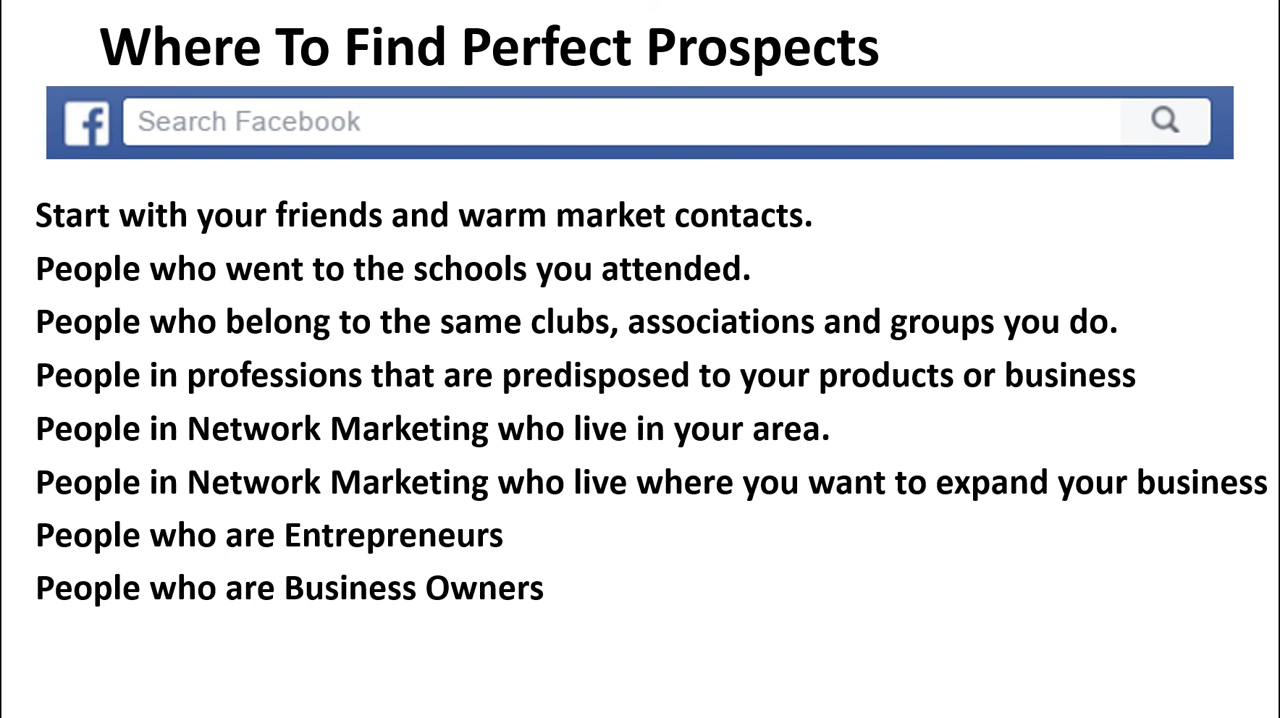 Where To Find Perfect Prospects
Search Facebook
Start with your friends and warm market contacts.
People who went to the schools you attended.
People who belong to the same clubs, associations and groups you do.
People in professions that are predisposed to your products or business
People in Network Marketing who live in your area.
People in Network Marketing who live where you want to expand your business
People who are Entrepreneurs
People who are Business Owners